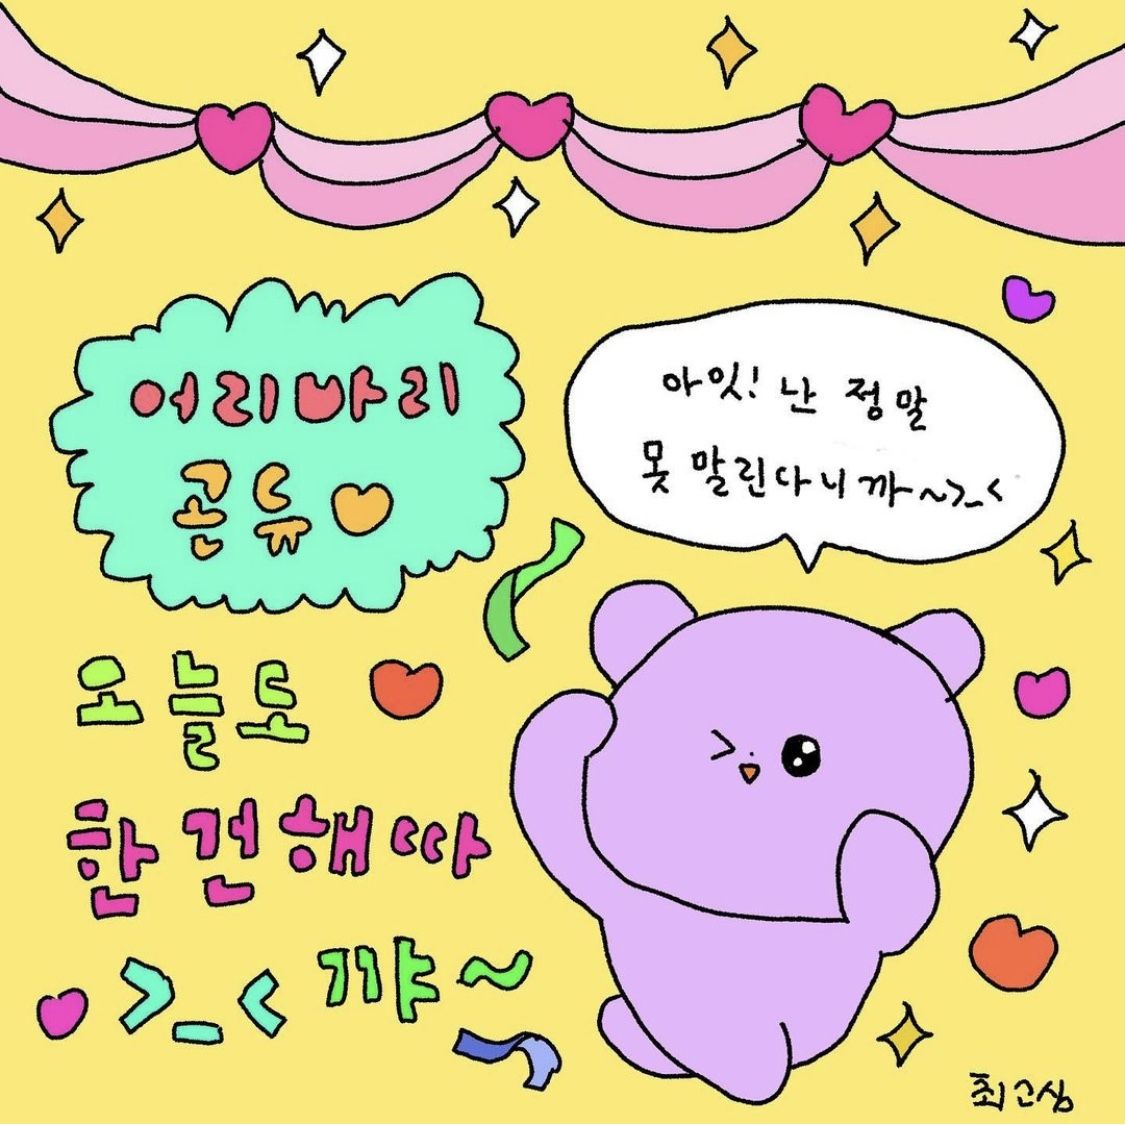 어리바리
곤듀♥
아잇! 난 정말
못 말린다니까~>_<
오늘도
한건해따
>_< 꺄~
최고심